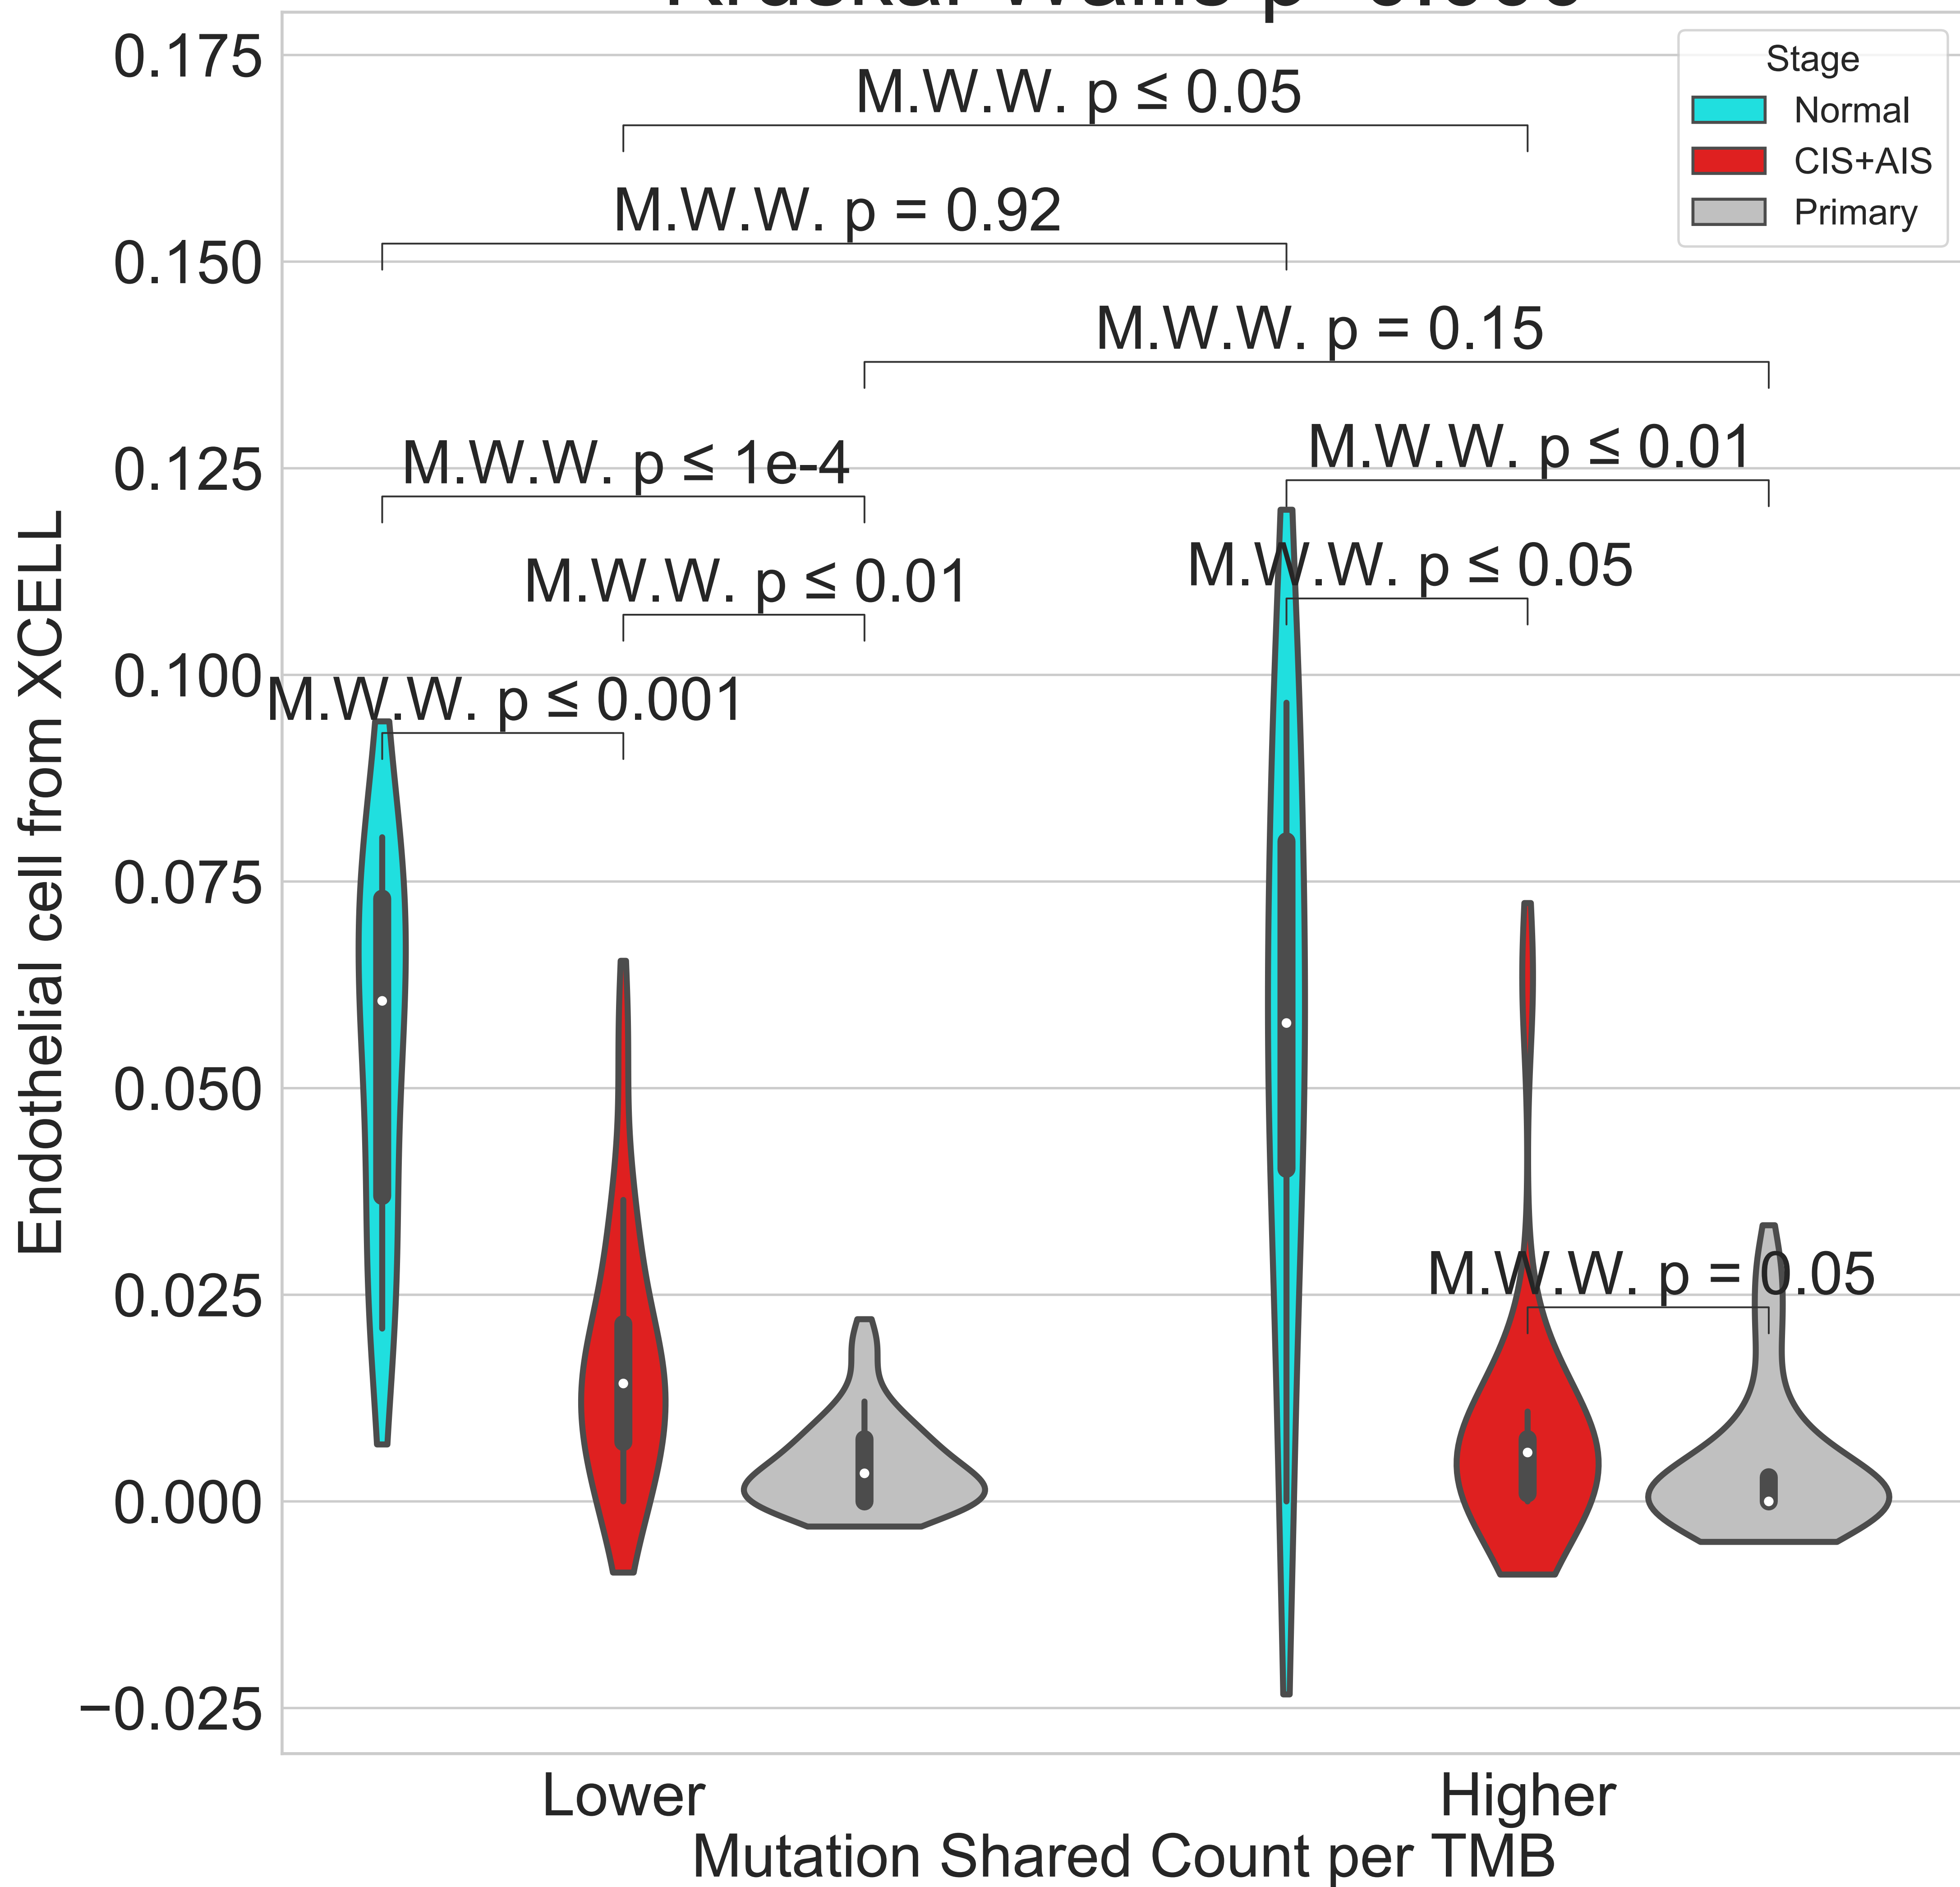 0.175
0.150
0.125
0.100
0.075
0.050
0.025
0.000
−0.025
Endothelial cell from XCELL
Stage
Normal
CIS+AIS
Primary
M.W.W. p ≤ 0.05
M.W.W. p = 0.92
M.W.W. p = 0.15
M.W.W. p ≤ 1e-4
M.W.W. p ≤ 0.01
M.W.W. p ≤ 0.01
M.W.W. p ≤ 0.05
M.W.W. p ≤ 0.001
M.W.W. p = 0.05
Lower
Higher
Mutation Shared Count per TMB